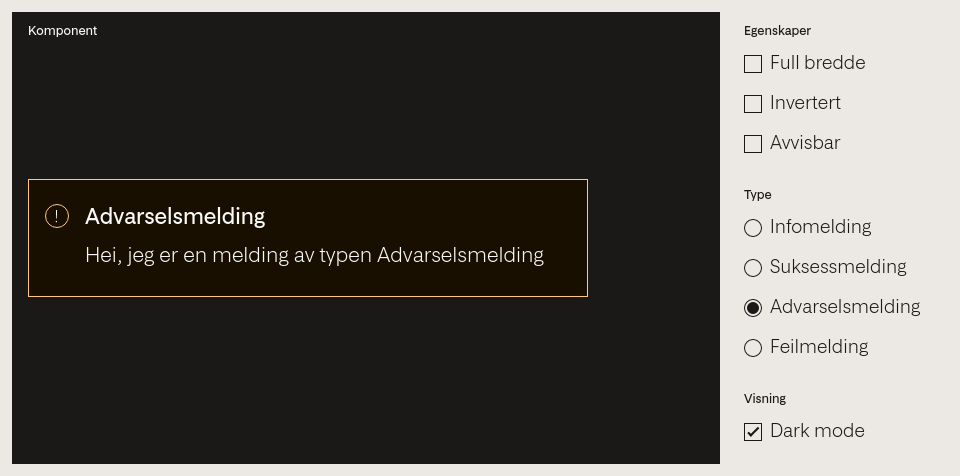 Komponent
Advarselsmelding
Hei, jeg er en melding av typen Advarselsmelding
Egenskaper
Full bredde
Invertert
Avvisbar
Type
Infomelding
Suksessmelding
Advarselsmelding
Feilmelding
Visning
Dark mode